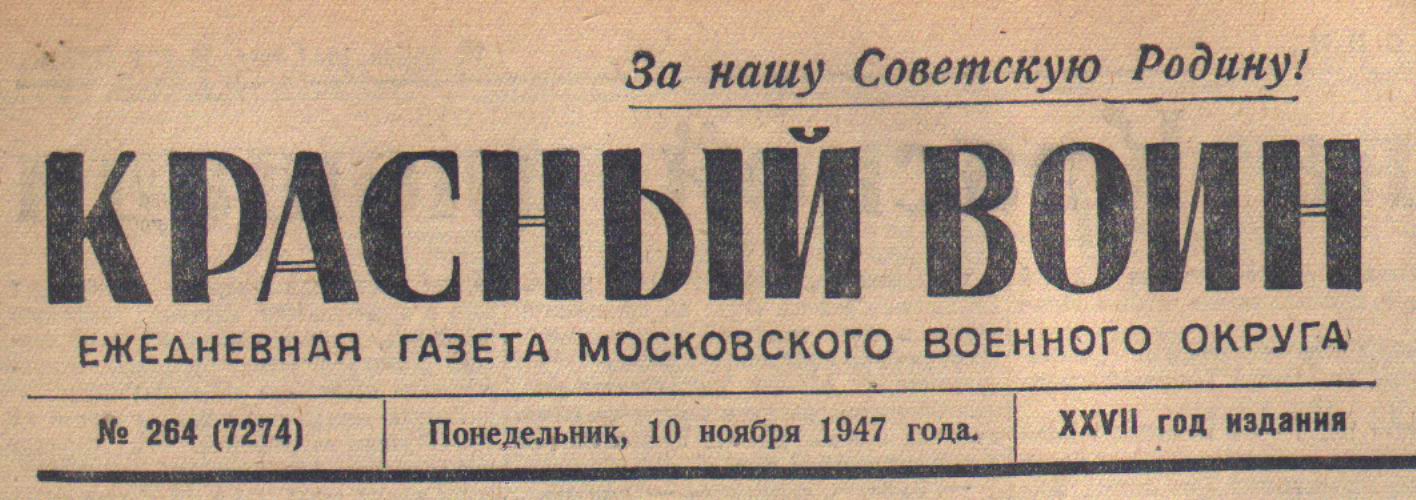 За нашу Советскую Родину!
КРАСНЫЙ ВОИН
ЕЖЕДНЕВНАЯ ГАЗЕТА МОСКОВСКОГО ВОЕННОГО ОКРУГА
№ 264 (7274) Понедельник, 10 ноября 1947 года. XXVII год издания